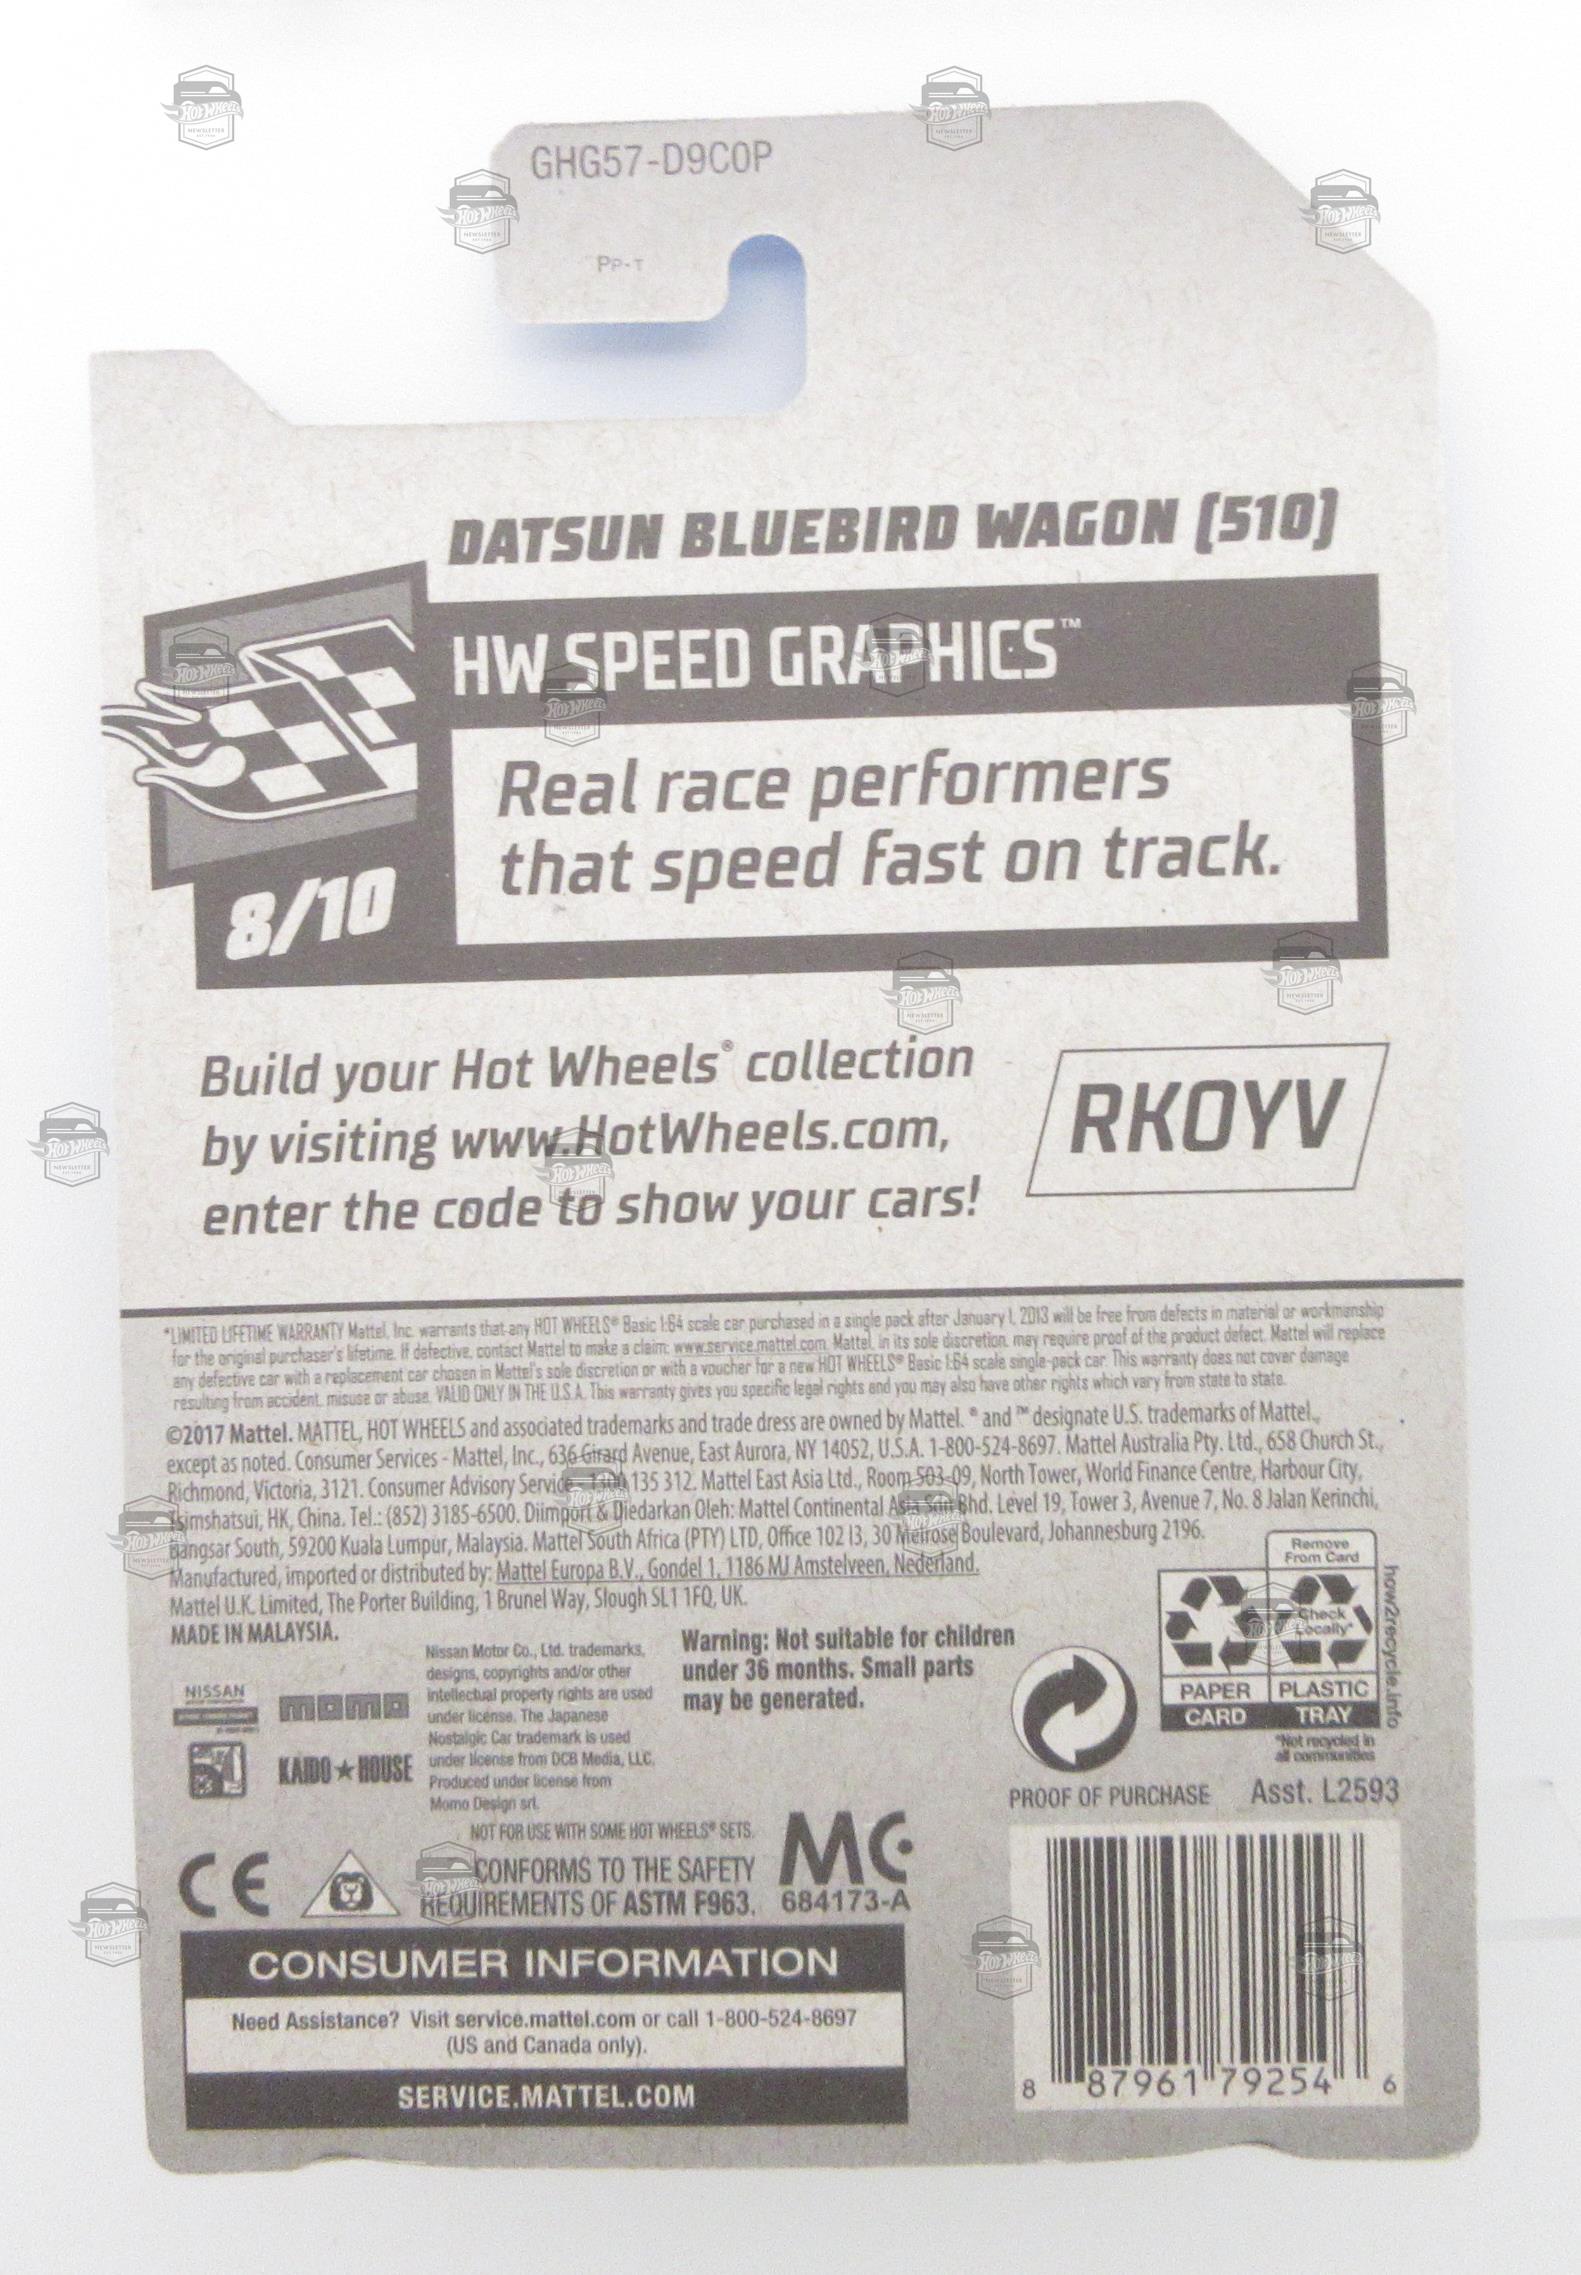 GHG57-D9C0P
PP-T
DATSUN BLUEBIRD WAGON (510)
HW SPEED GRAPHICS™
Real race performers
that speed fast on track.
8/10
Build your Hot Wheels® collection
by visiting www.HotWheels.com,
enter the code to show your cars!
RKOYV
*LIMITED LIFETIME WARRANTY Mattel, Inc. warrants that any HOT WHEELS® Basic 1:64 scale car purchased in a single pack after January 1, 2013 will be free from defects in material or workmanship
for the original purchaser's lifetime. If defective, contact Mattel to make a claim: www.service.mattel.com. Mattel, in its sole discretion, may require proof of the product defect. Mattel will replace
any defective car with a replacement car chosen in Mattel's sole discretion or with a voucher for a new HOT WHEELS® Basic 1:64 scale single-pack car. This warranty does not cover damage
resulting from accident, misuse or abuse. VALID ONLY IN THE U.S.A. This warranty gives you specific legal rights and you may also have other rights which vary from state to state.
©2017 Mattel. MATTEL, HOT WHEELS and associated trademarks and trade dress are owned by Mattel. ® and ™ designate U.S. trademarks of Mattel,
except as noted. Consumer Services - Mattel, Inc., 636 Girard Avenue, East Aurora, NY 14052, U.S.A. 1-800-524-8697. Mattel Australia Pty. Ltd., 658 Church St.,
Richmond, Victoria, 3121. Consumer Advisory Service - 1300 135 312. Mattel East Asia Ltd., Room 503-09, North Tower, World Finance Centre, Harbour City,
Tsimshatsui, HK, China. Tel.: (852) 3185-6500. Diimport & Diedarkan Oleh: Mattel Continental Asia Sdn Bhd. Level 19, Tower 3, Avenue 7, No. 8 Jalan Kerinchi,
Bangsar South, 59200 Kuala Lumpur, Malaysia. Mattel South Africa (PTY) LTD, Office 102 I3, 30 Melrose Boulevard, Johannesburg 2196.
Manufactured, imported or distributed by: Mattel Europa B.V., Gondel 1, 1186 MJ Amstelveen, Nederland.
Mattel U.K. Limited, The Porter Building, 1 Brunel Way, Slough SL1 1FQ, UK.
MADE IN MALAYSIA.
NISSAN
momo
KAIDO★HOUSE
Nissan Motor Co., Ltd. trademarks,
designs, copyrights and/or other
intellectual property rights are used
under license. The Japanese
Nostalgic Car trademark is used
under license from DCB Media, LLC.
Produced under license from
Momo Design srl.
Warning: Not suitable for children
under 36 months. Small parts
may be generated.
Remove
From Card
Check
Locally*
PAPER
CARD
PLASTIC
TRAY
how2recycle.info
*Not recycled in
all communities
PROOF OF PURCHASE
Asst. L2593
NOT FOR USE WITH SOME HOT WHEELS® SETS.
CE
CONFORMS TO THE SAFETY
REQUIREMENTS OF ASTM F963.
MC
684173-A
CONSUMER INFORMATION
Need Assistance? Visit service.mattel.com or call 1-800-524-8697
(US and Canada only).
SERVICE.MATTEL.COM
8 87961 79254 6
Hot Wheels
NEWSLETTER